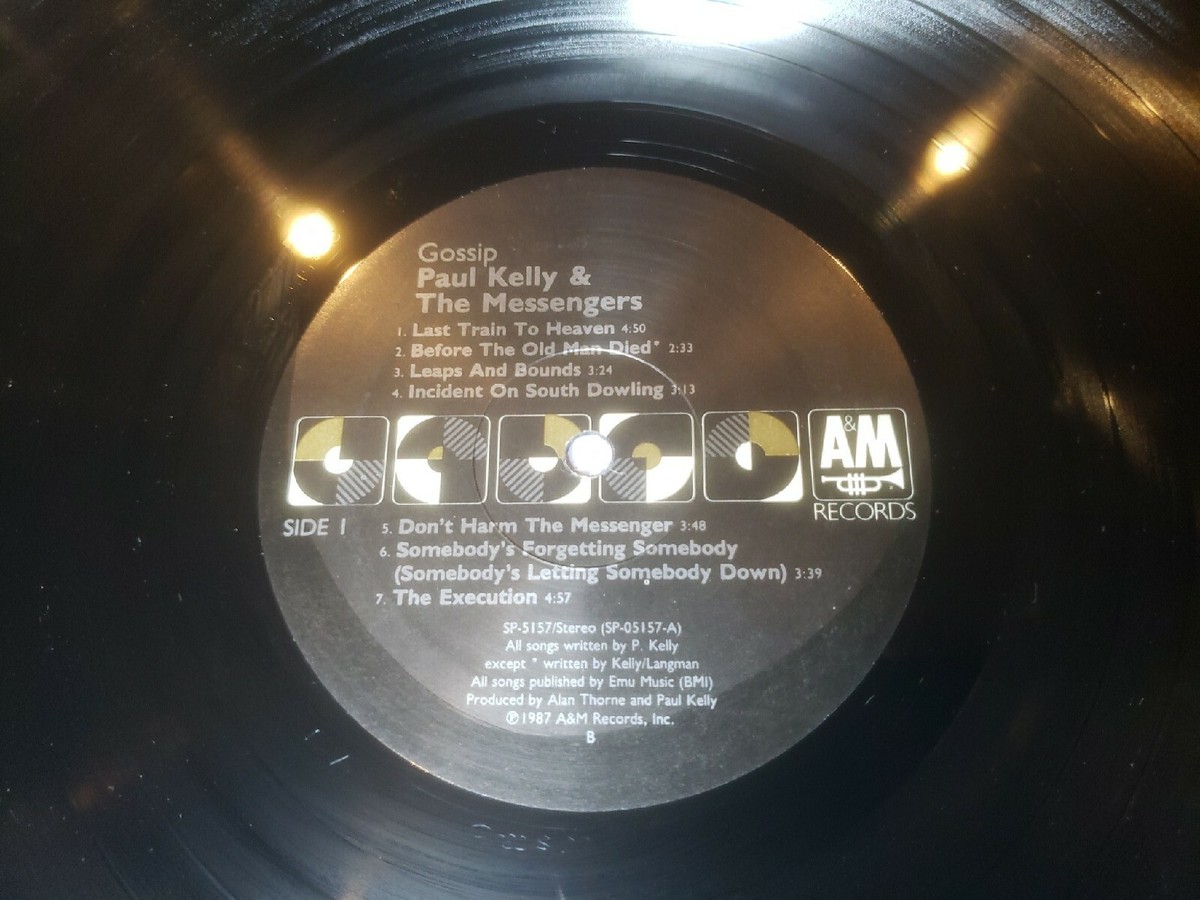 Gossip
Paul Kelly &
The Messengers
1. Last Train To Heaven 4:50
2. Before The Old Man Died* 2:33
3. Leaps And Bounds 3:24
4. Incident On South Dowling 3:13
A&M
RECORDS
SIDE 1
5. Don't Harm The Messenger 3:48
6. Somebody's Forgetting Somebody
(Somebody's Letting Somebody Down) 3:39
7. The Execution 4:57
SP-5157/Stereo (SP-05157-A)
All songs written by P. Kelly
except * written by Kelly/Langman
All songs published by Emu Music (BMI)
Produced by Alan Thorne and Paul Kelly
℗1987 A&M Records, Inc.
B